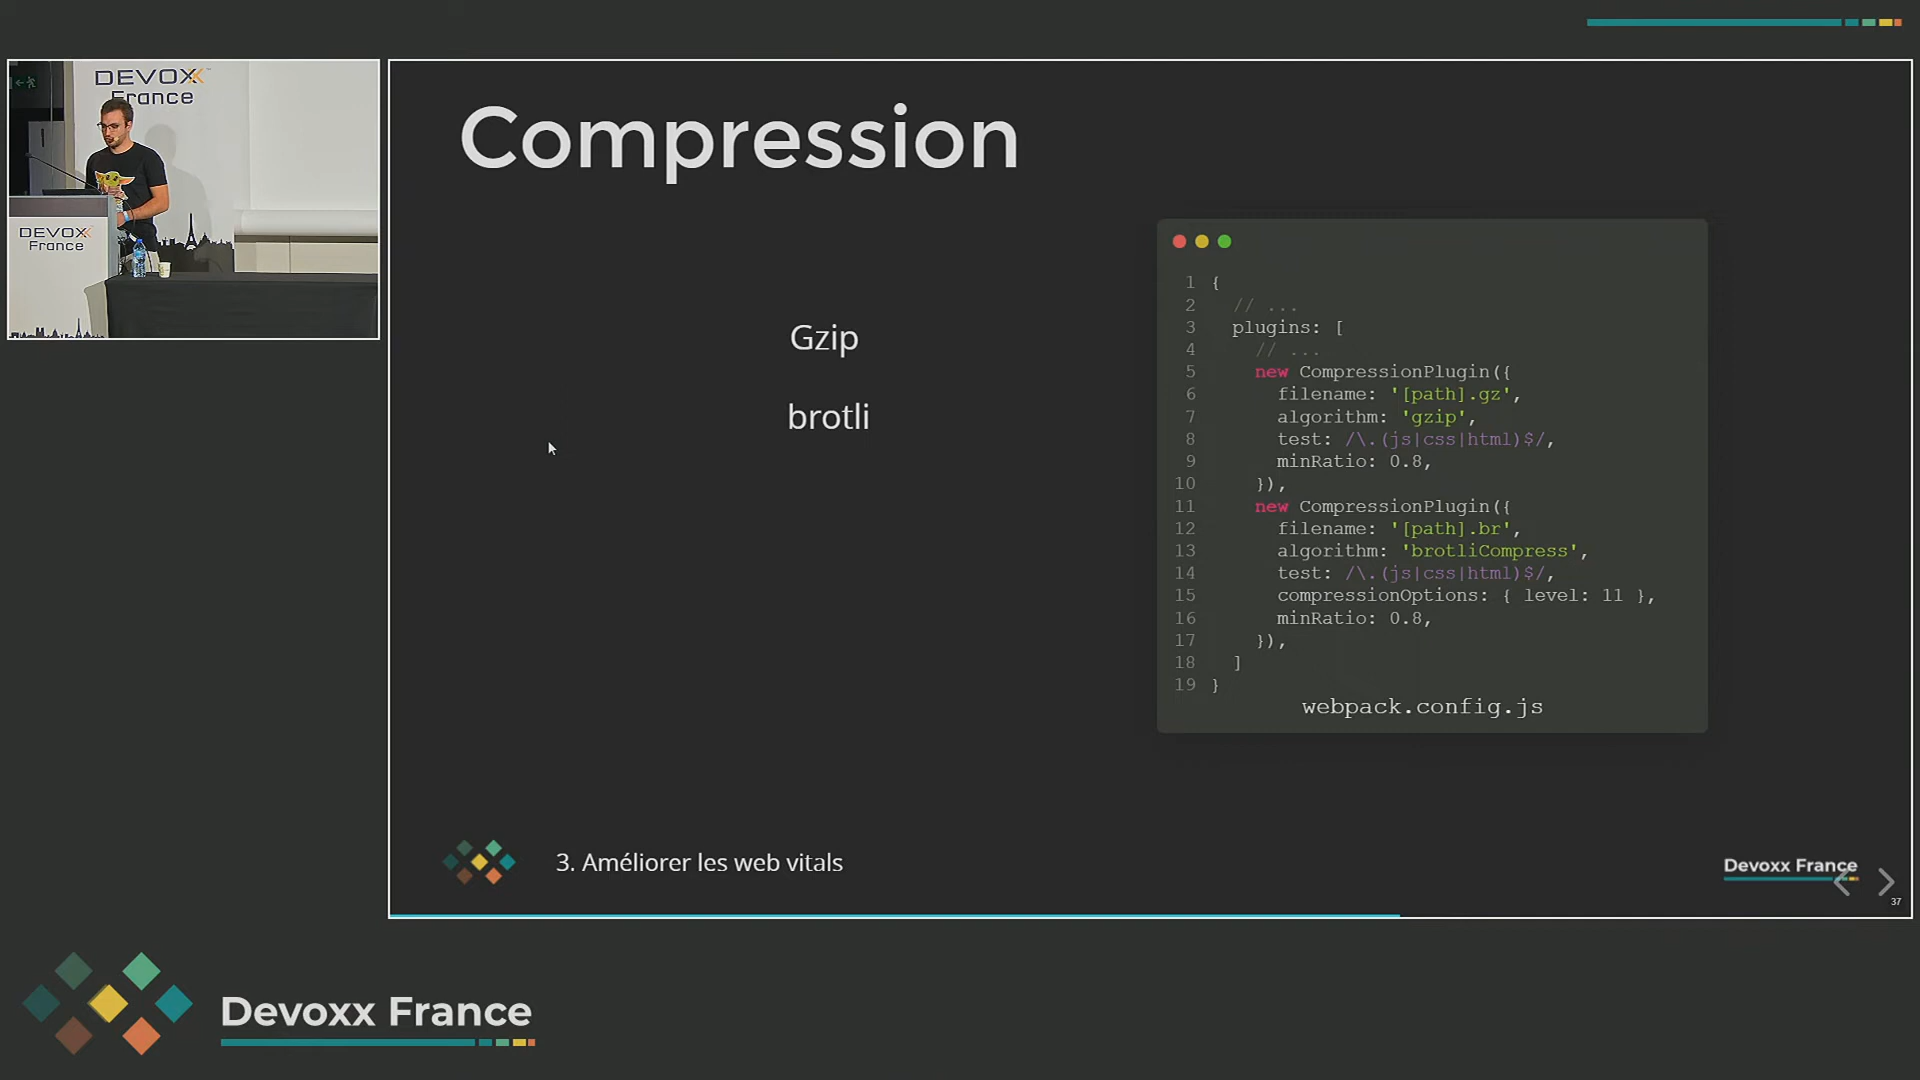 DEVOXX
France
DEVOXX
France
Compression
Gzip
brotli
1 {
2 // ...
3 plugins: [
4 // ...
5 new CompressionPlugin({
6 filename: '[path].gz',
7 algorithm: 'gzip',
8 test: /\.(js|css|html)$/,
9 minRatio: 0.8,
10 }),
11 new CompressionPlugin({
12 filename: '[path].br',
13 algorithm: 'brotliCompress',
14 test: /\.(js|css|html)$/,
15 compressionOptions: { level: 11 },
16 minRatio: 0.8,
17 }),
18 ]
19 }
webpack.config.js
3. Améliorer les web vitals
Devoxx France
37
Devoxx France